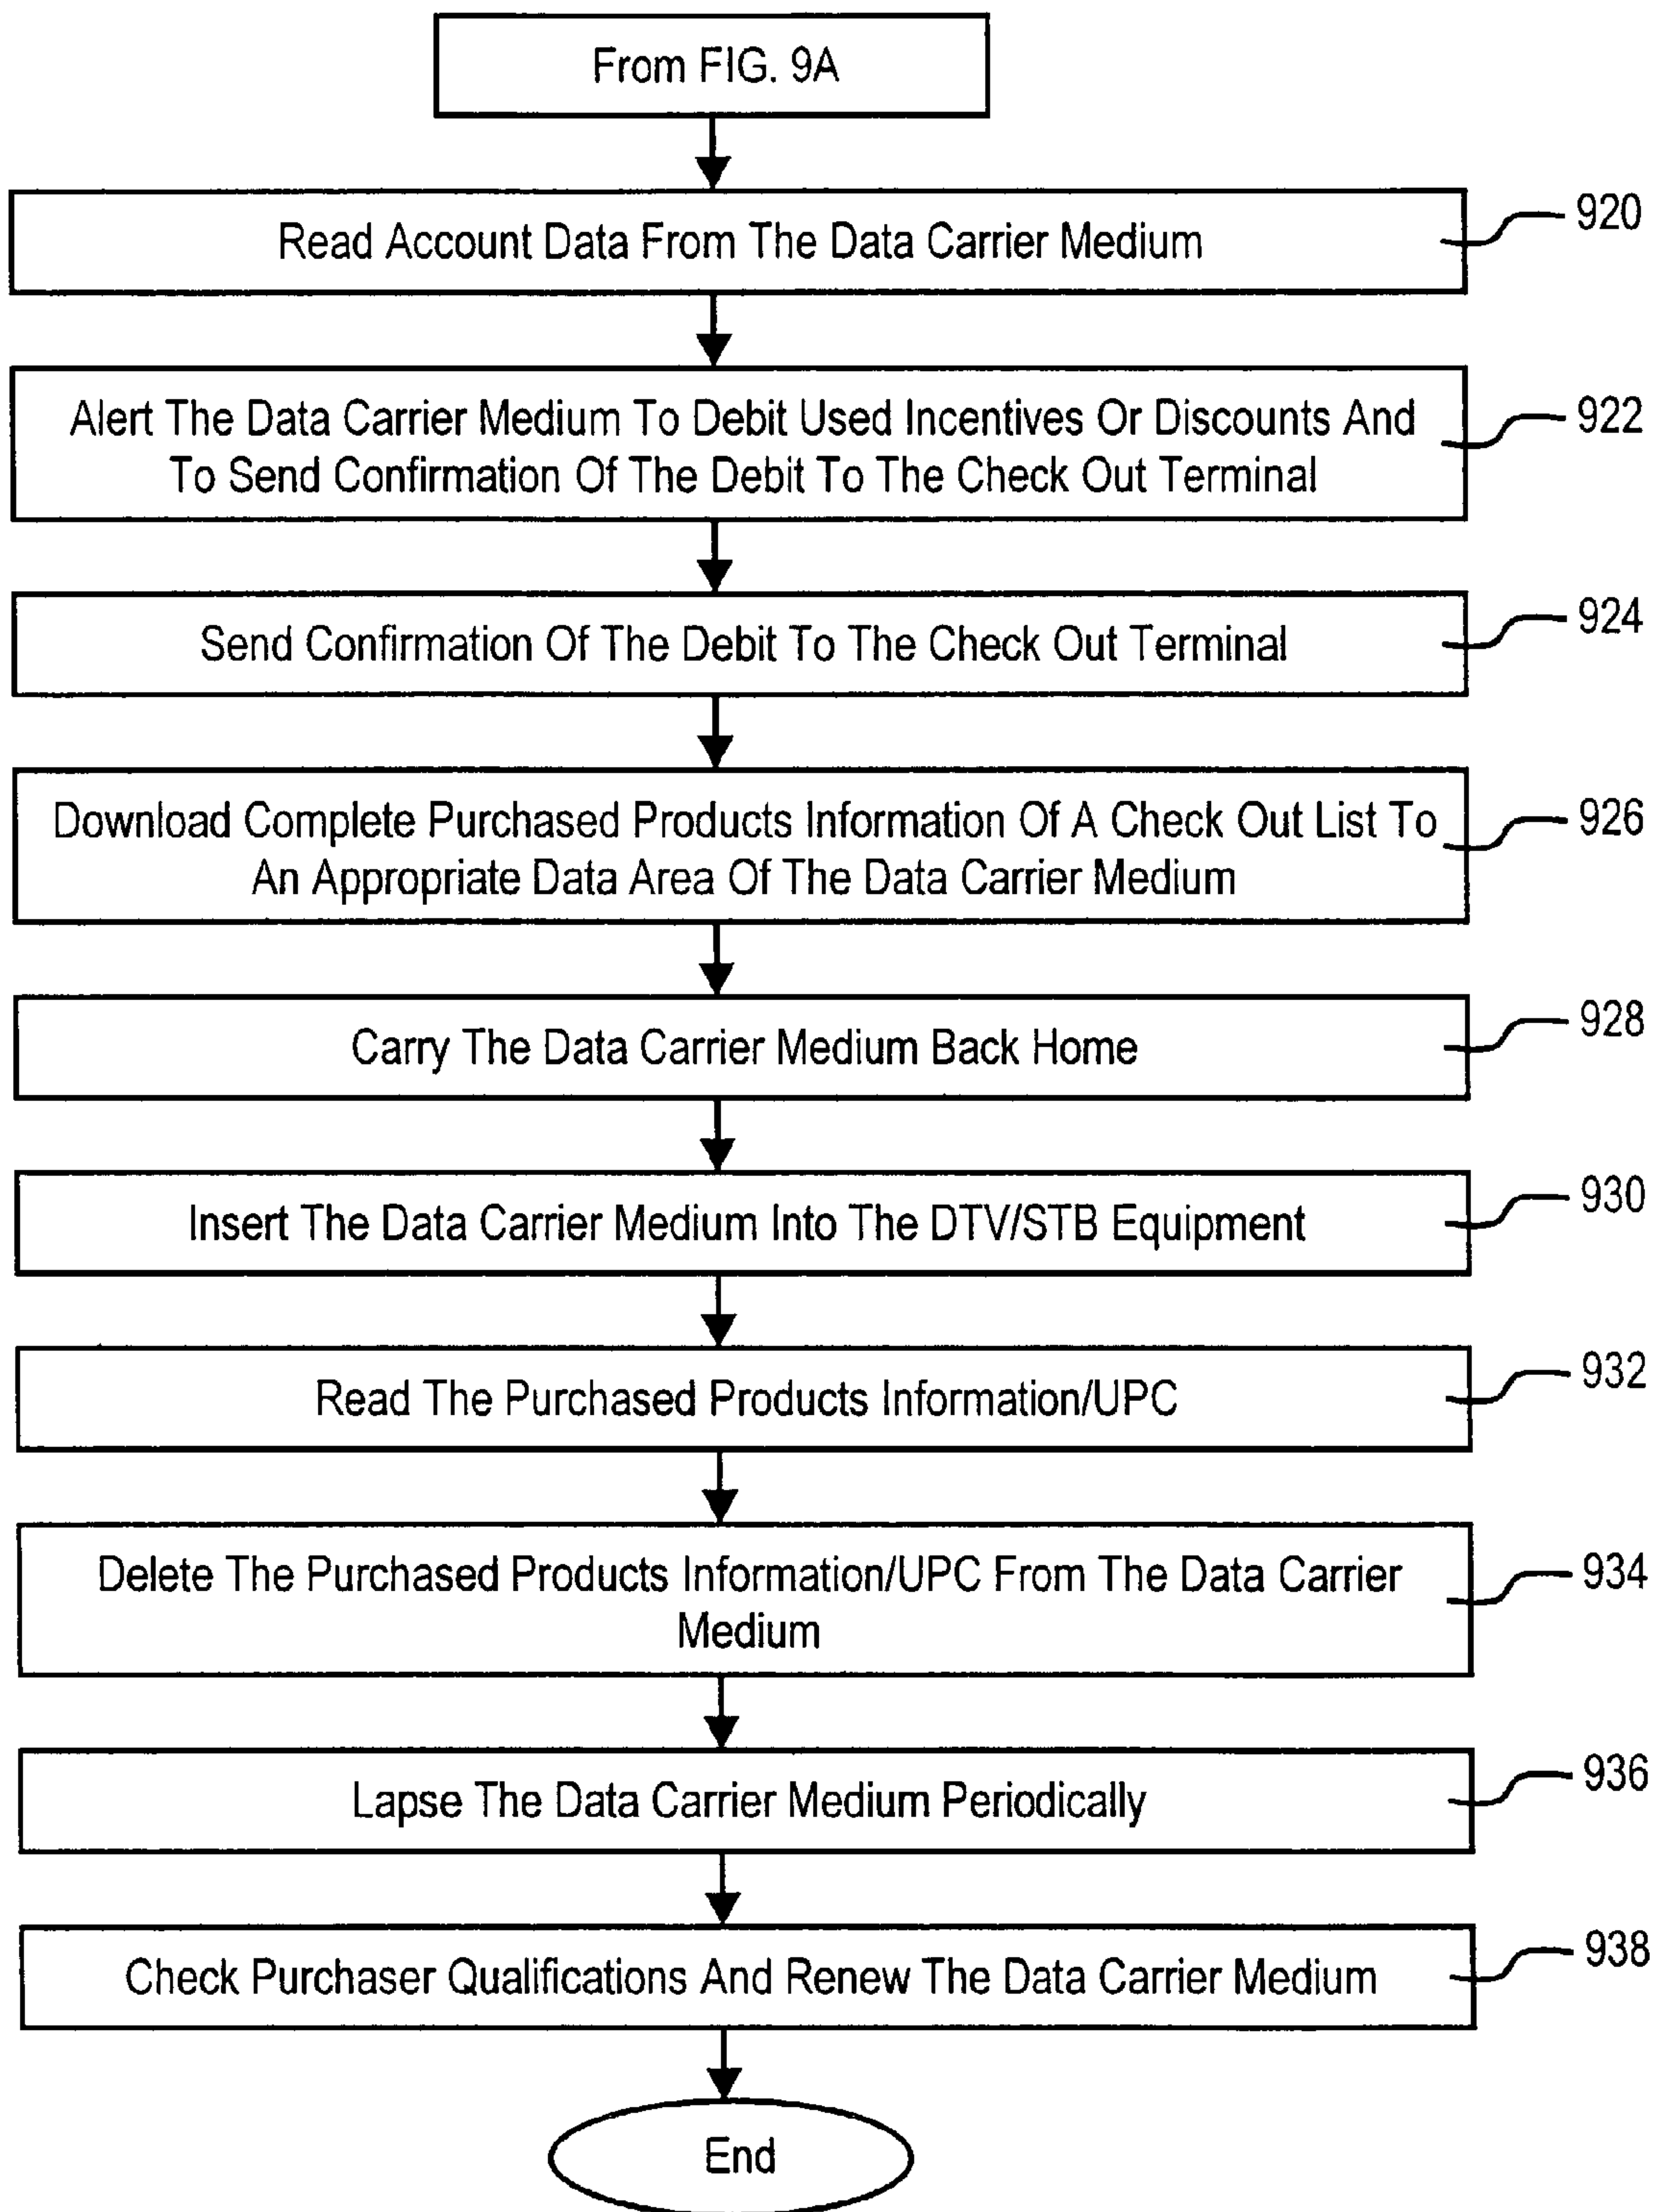 From FIG. 9A
Read Account Data From The Data Carrier Medium
920
Alert The Data Carrier Medium To Debit Used Incentives Or Discounts And
To Send Confirmation Of The Debit To The Check Out Terminal
922
Send Confirmation Of The Debit To The Check Out Terminal
924
Download Complete Purchased Products Information Of A Check Out List To
An Appropriate Data Area Of The Data Carrier Medium
926
Carry The Data Carrier Medium Back Home
928
Insert The Data Carrier Medium Into The DTV/STB Equipment
930
Read The Purchased Products Information/UPC
932
Delete The Purchased Products Information/UPC From The Data Carrier
Medium
934
Lapse The Data Carrier Medium Periodically
936
Check Purchaser Qualifications And Renew The Data Carrier Medium
938
End